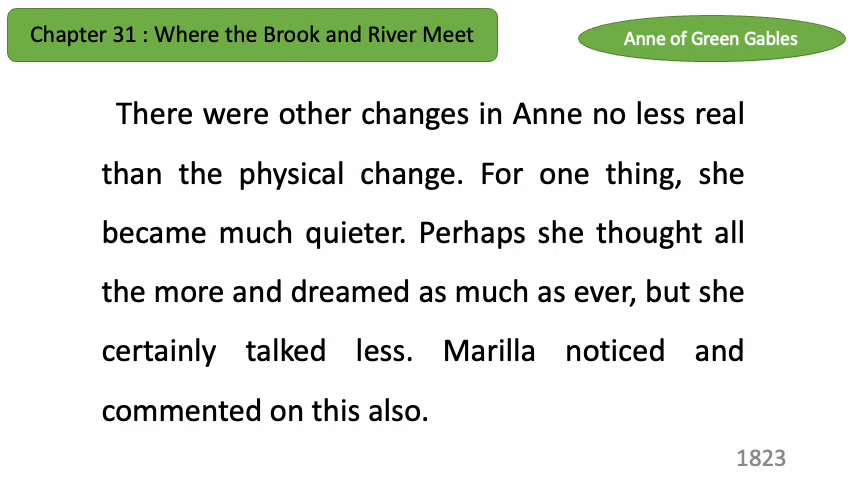 Chapter 31 : Where the Brook and River Meet
Anne of Green Gables
There were other changes in Anne no less real
than the physical change. For one thing, she
became much quieter. Perhaps she thought all
the more and dreamed as much as ever, but she
certainly talked less. Marilla noticed and
commented on this also.
1823